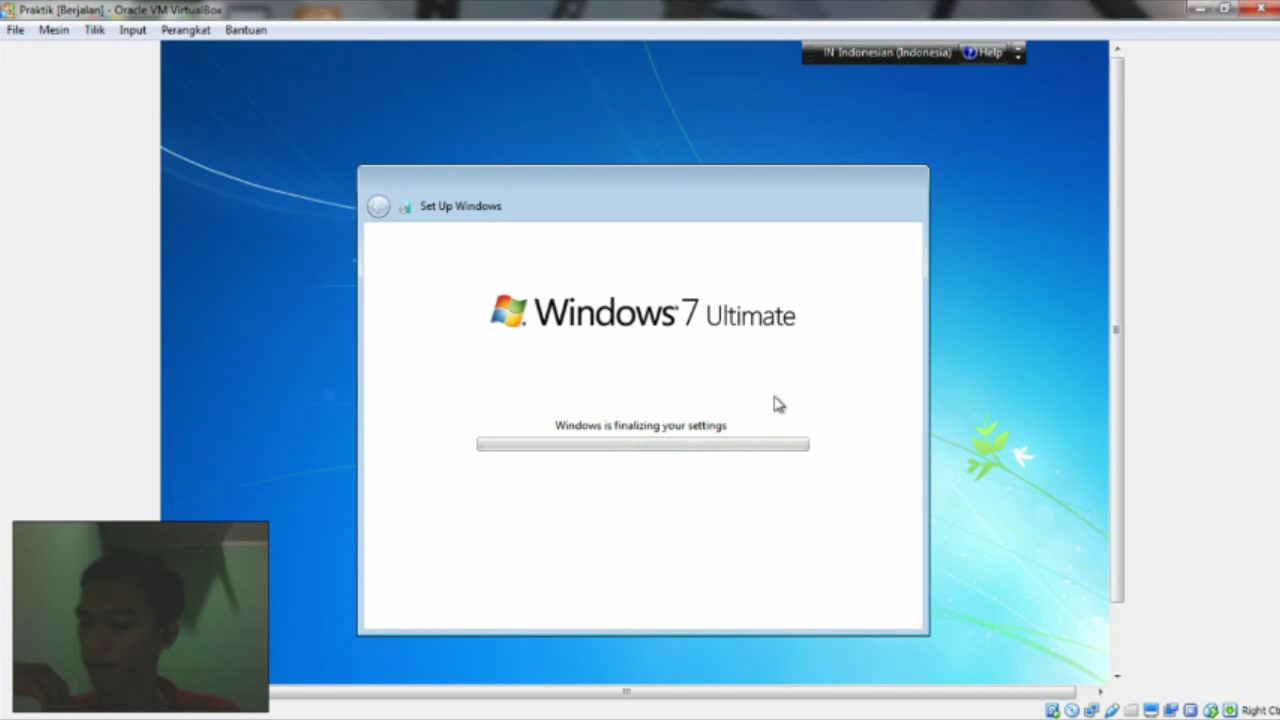 Praktik [Berjalan] - Oracle VM VirtualBox
File Mesin Tilik Input Perangkat Bantuan
IN Indonesian (Indonesia) Help
Set Up Windows
Windows 7 Ultimate
Windows is finalizing your settings
Right Ct